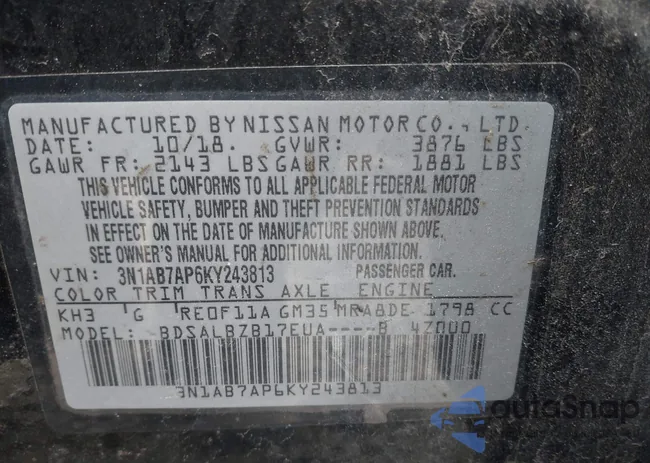 MANUFACTURED BY NISSAN MOTOR CO., LTD.
DATE: 10/18. GVWR: 3876 LBS
GAWR FR: 2143 LBS GAWR RR: 1881 LBS
THIS VEHICLE CONFORMS TO ALL APPLICABLE FEDERAL MOTOR
VEHICLE SAFETY, BUMPER AND THEFT PREVENTION STANDARDS
IN EFFECT ON THE DATE OF MANUFACTURE SHOWN ABOVE.
SEE OWNER'S MANUAL FOR ADDITIONAL INFORMATION.
VIN: 3N1AB7AP6KY243813 PASSENGER CAR.
COLOR TRIM TRANS AXLE ENGINE
KH3 G RE0F11A GM35 MRA8DE 1798 CC
MODEL: BDSALBZB17EUA----B 4Z0U0
3N1AB7AP6KY243813
autoSnap